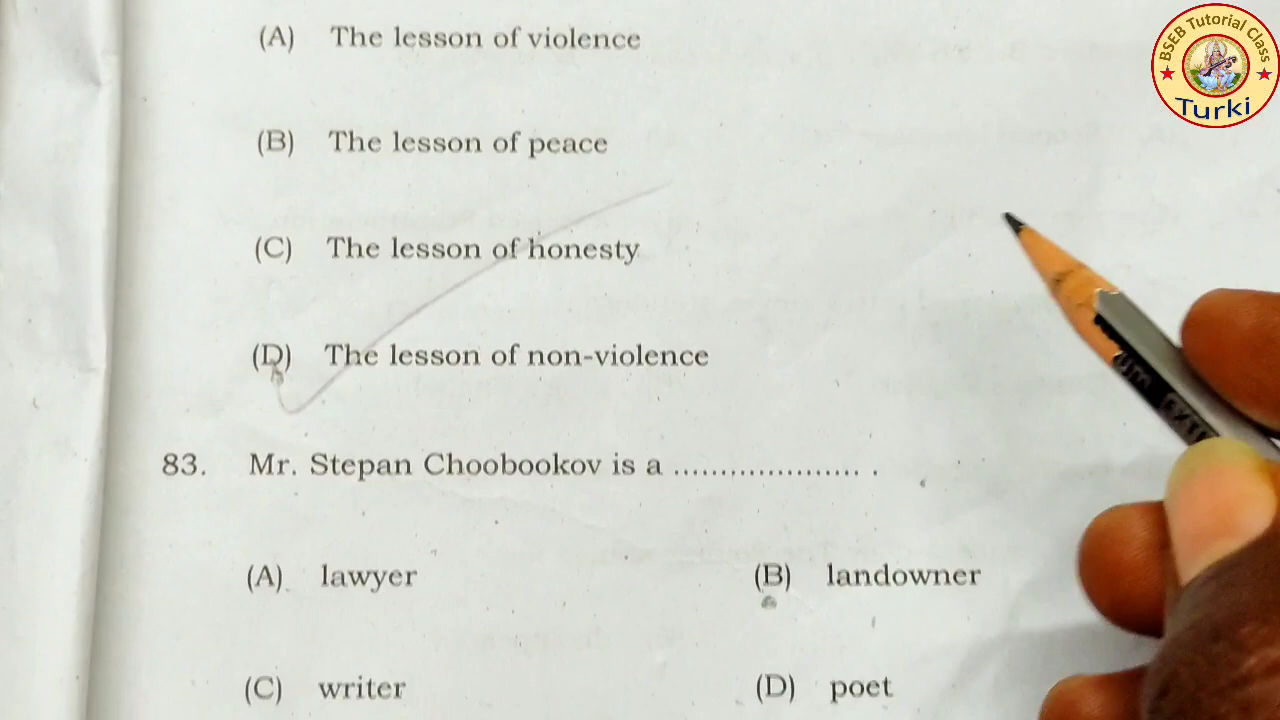 (A) The lesson of violence
(B) The lesson of peace
(C) The lesson of honesty
(D) The lesson of non-violence
83. Mr. Stepan Choobookov is a .................... .
(A) lawyer
(B) landowner
(C) writer
(D) poet
BSEB Tutorial Class
Turki